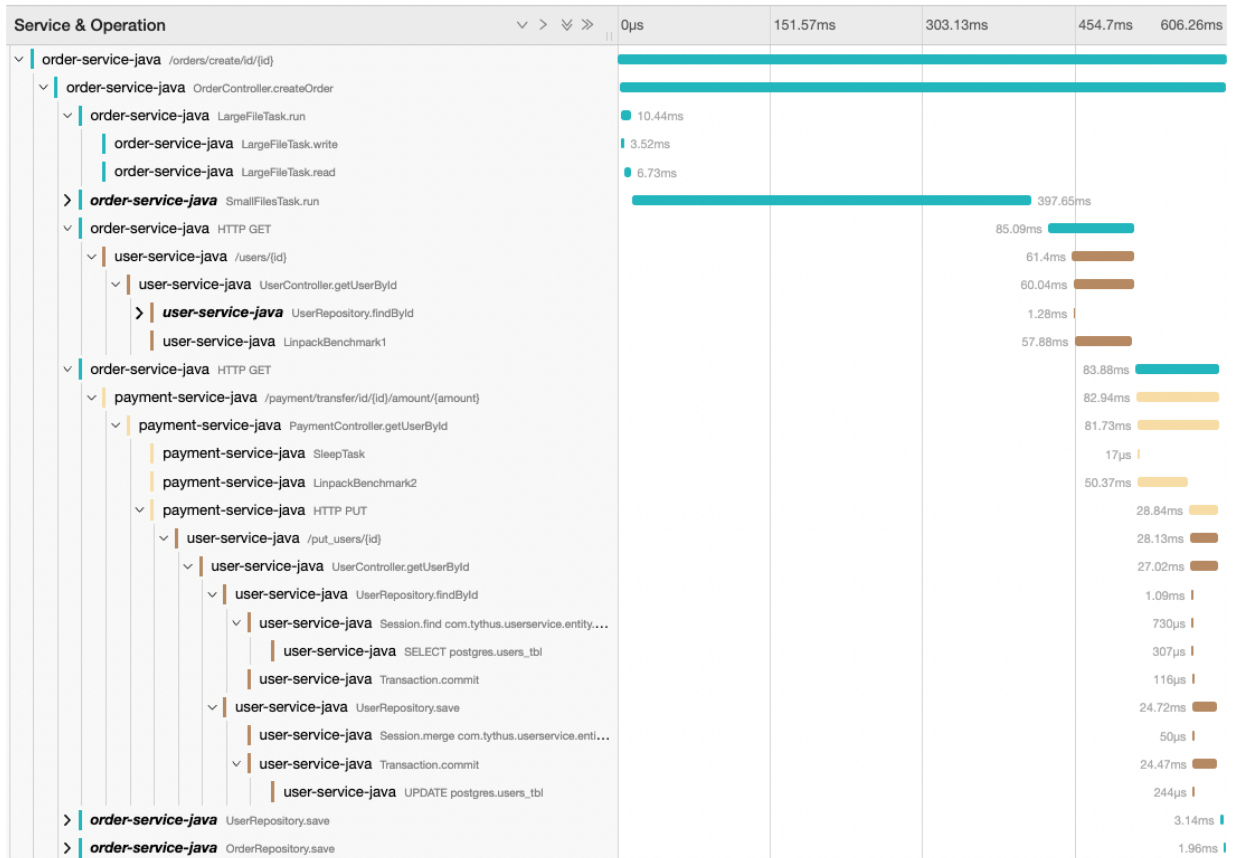 Service & Operation 0μs 151.57ms 303.13ms 454.7ms 606.26ms
order-service-java /orders/create/id/{id}
order-service-java OrderController.createOrder
order-service-java LargeFileTask.run 10.44ms
order-service-java LargeFileTask.write 3.52ms
order-service-java LargeFileTask.read 6.73ms
order-service-java SmallFilesTask.run 397.65ms
order-service-java HTTP GET 85.09ms
user-service-java /users/{id} 61.4ms
user-service-java UserController.getUserById 60.04ms
user-service-java UserRepository.findById 1.28ms
user-service-java LinpackBenchmark1 57.88ms
order-service-java HTTP GET 83.88ms
payment-service-java /payment/transfer/id/{id}/amount/{amount} 82.94ms
payment-service-java PaymentController.getUserById 81.73ms
payment-service-java SleepTask 17μs
payment-service-java LinpackBenchmark2 50.37ms
payment-service-java HTTP PUT 28.84ms
user-service-java /put_users/{id} 28.13ms
user-service-java UserController.getUserById 27.02ms
user-service-java UserRepository.findById 1.09ms
user-service-java Session.find com.tythus.userservice.entity.... 730μs
user-service-java SELECT postgres.users_tbl 307μs
user-service-java Transaction.commit 116μs
user-service-java UserRepository.save 24.72ms
user-service-java Session.merge com.tythus.userservice.enti... 50μs
user-service-java Transaction.commit 24.47ms
user-service-java UPDATE postgres.users_tbl 244μs
order-service-java UserRepository.save 3.14ms
order-service-java OrderRepository.save 1.96ms